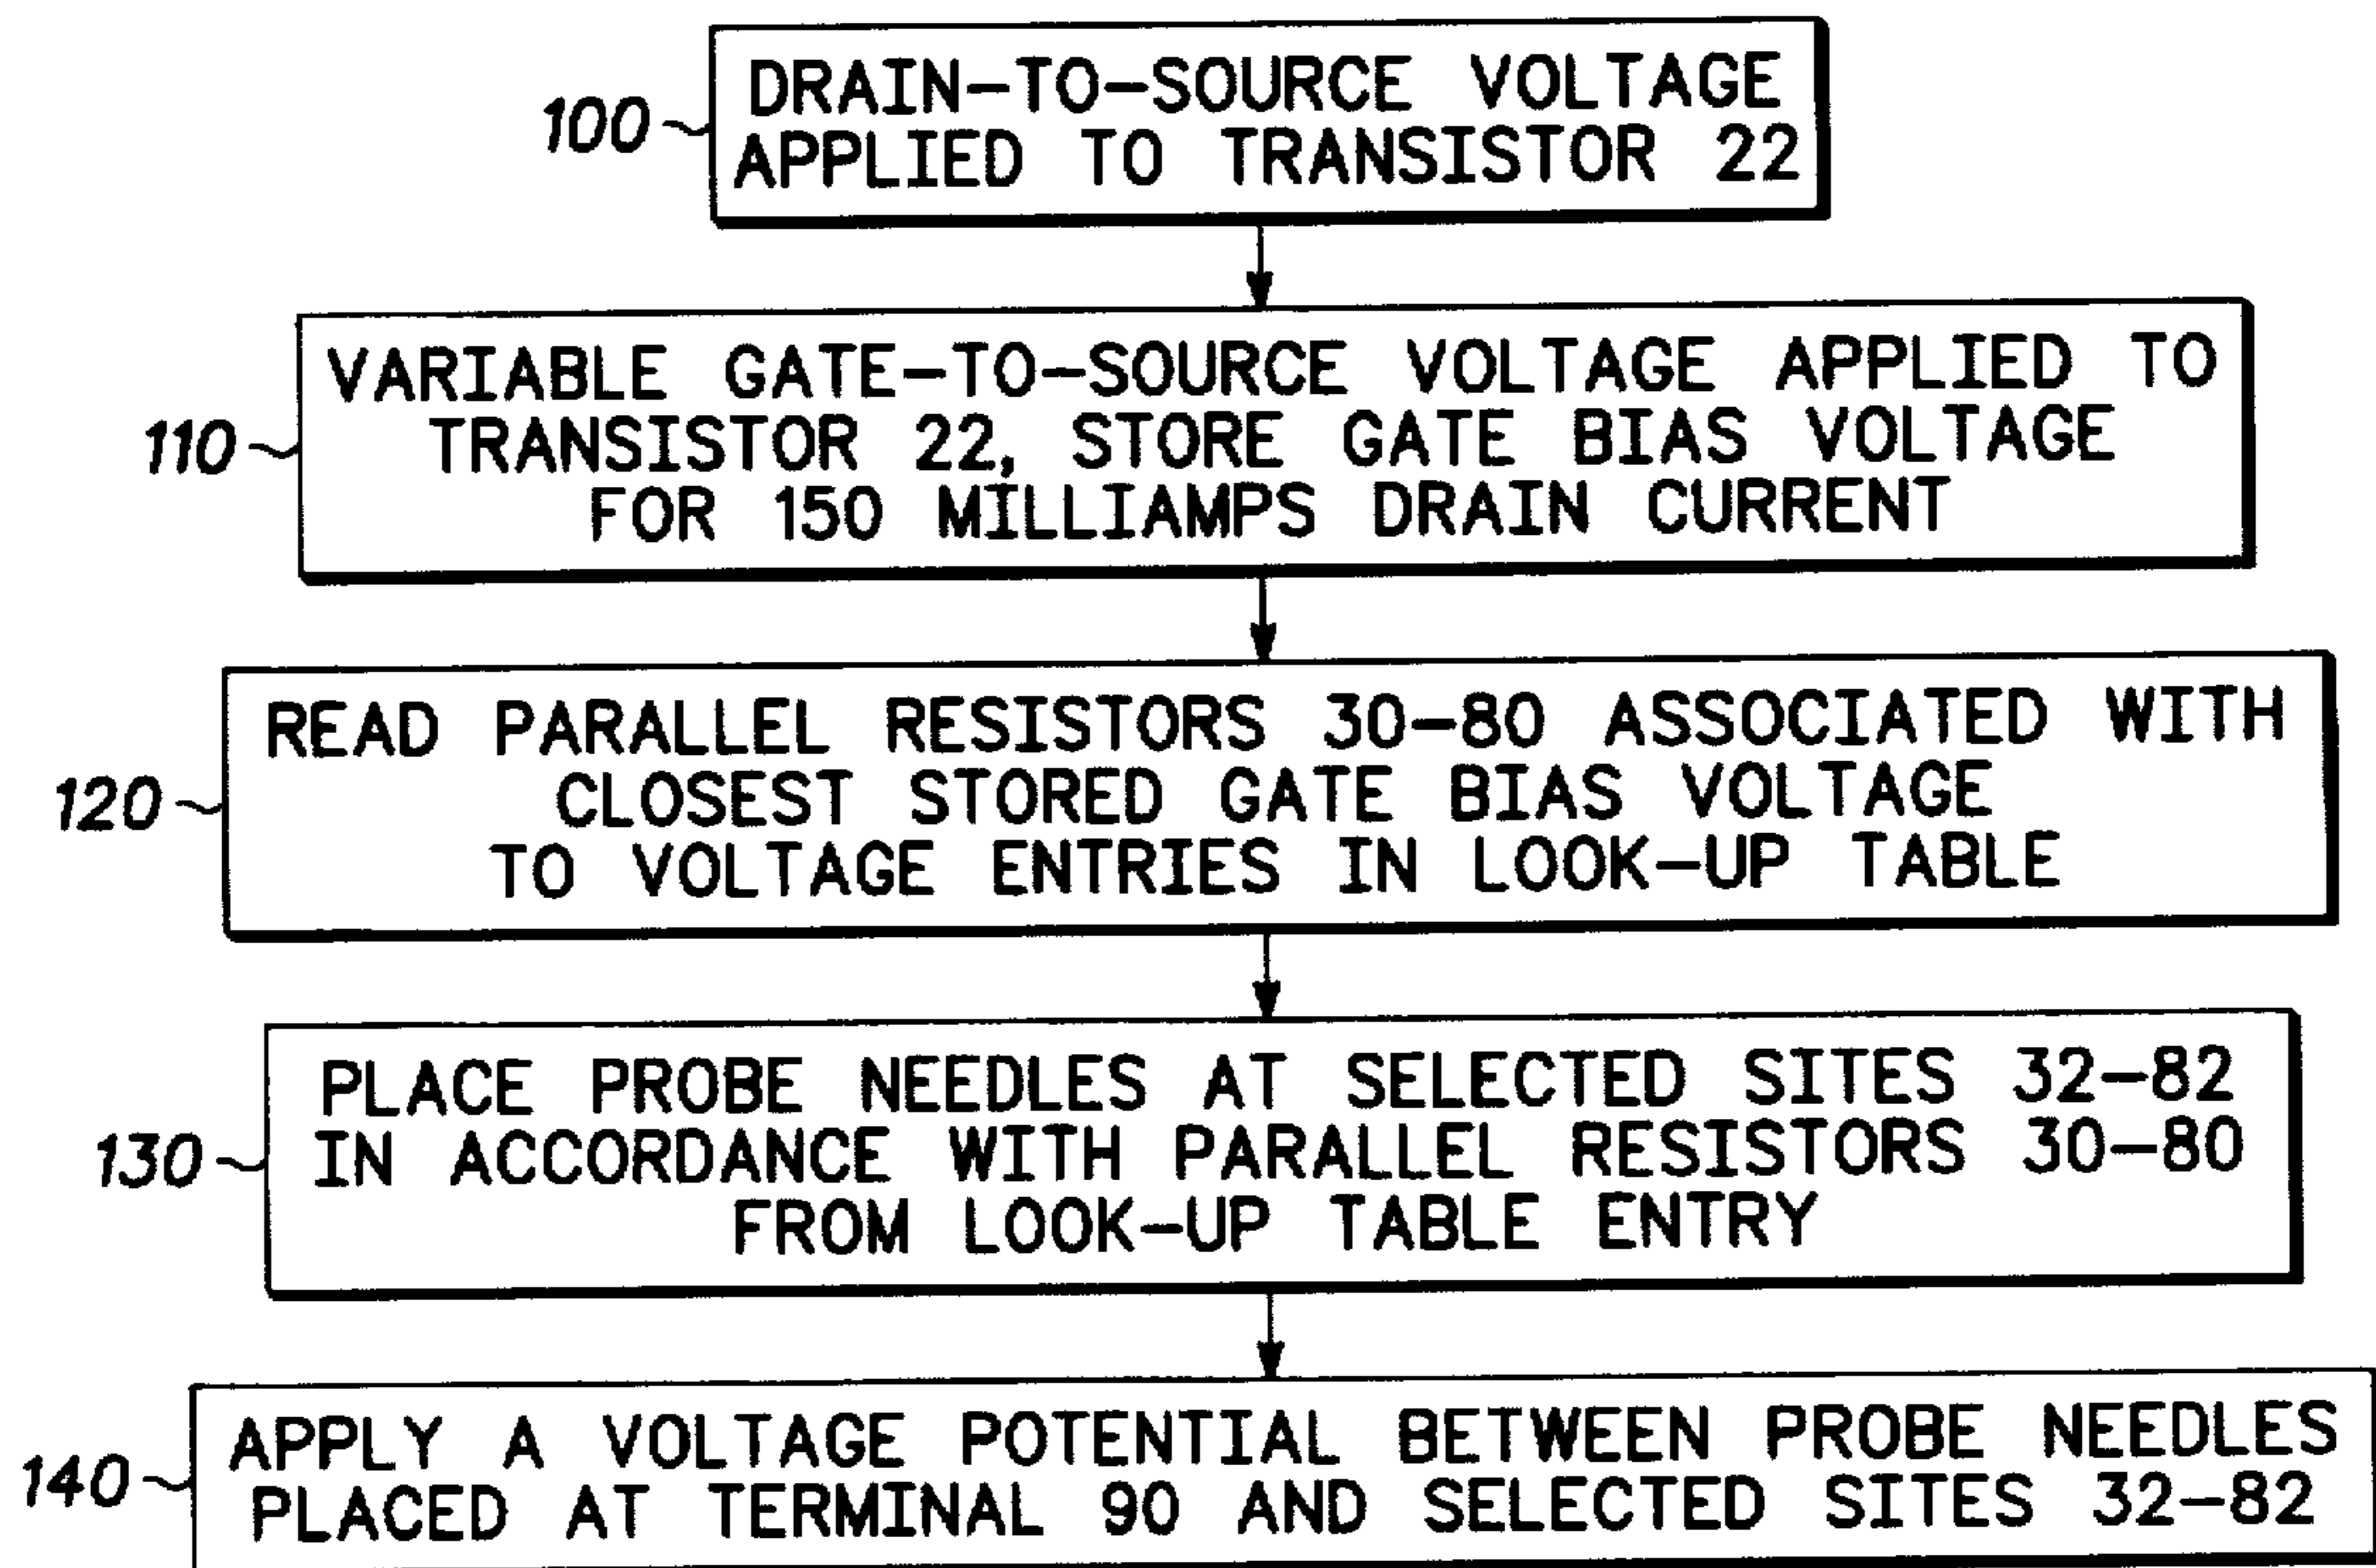 100
DRAIN-TO-SOURCE VOLTAGE
APPLIED TO TRANSISTOR 22
110
VARIABLE GATE-TO-SOURCE VOLTAGE APPLIED TO
TRANSISTOR 22, STORE GATE BIAS VOLTAGE
FOR 150 MILLIAMPS DRAIN CURRENT
120
READ PARALLEL RESISTORS 30-80 ASSOCIATED WITH
CLOSEST STORED GATE BIAS VOLTAGE
TO VOLTAGE ENTRIES IN LOOK-UP TABLE
130
PLACE PROBE NEEDLES AT SELECTED SITES 32-82
IN ACCORDANCE WITH PARALLEL RESISTORS 30-80
FROM LOOK-UP TABLE ENTRY
140
APPLY A VOLTAGE POTENTIAL BETWEEN PROBE NEEDLES
PLACED AT TERMINAL 90 AND SELECTED SITES 32-82